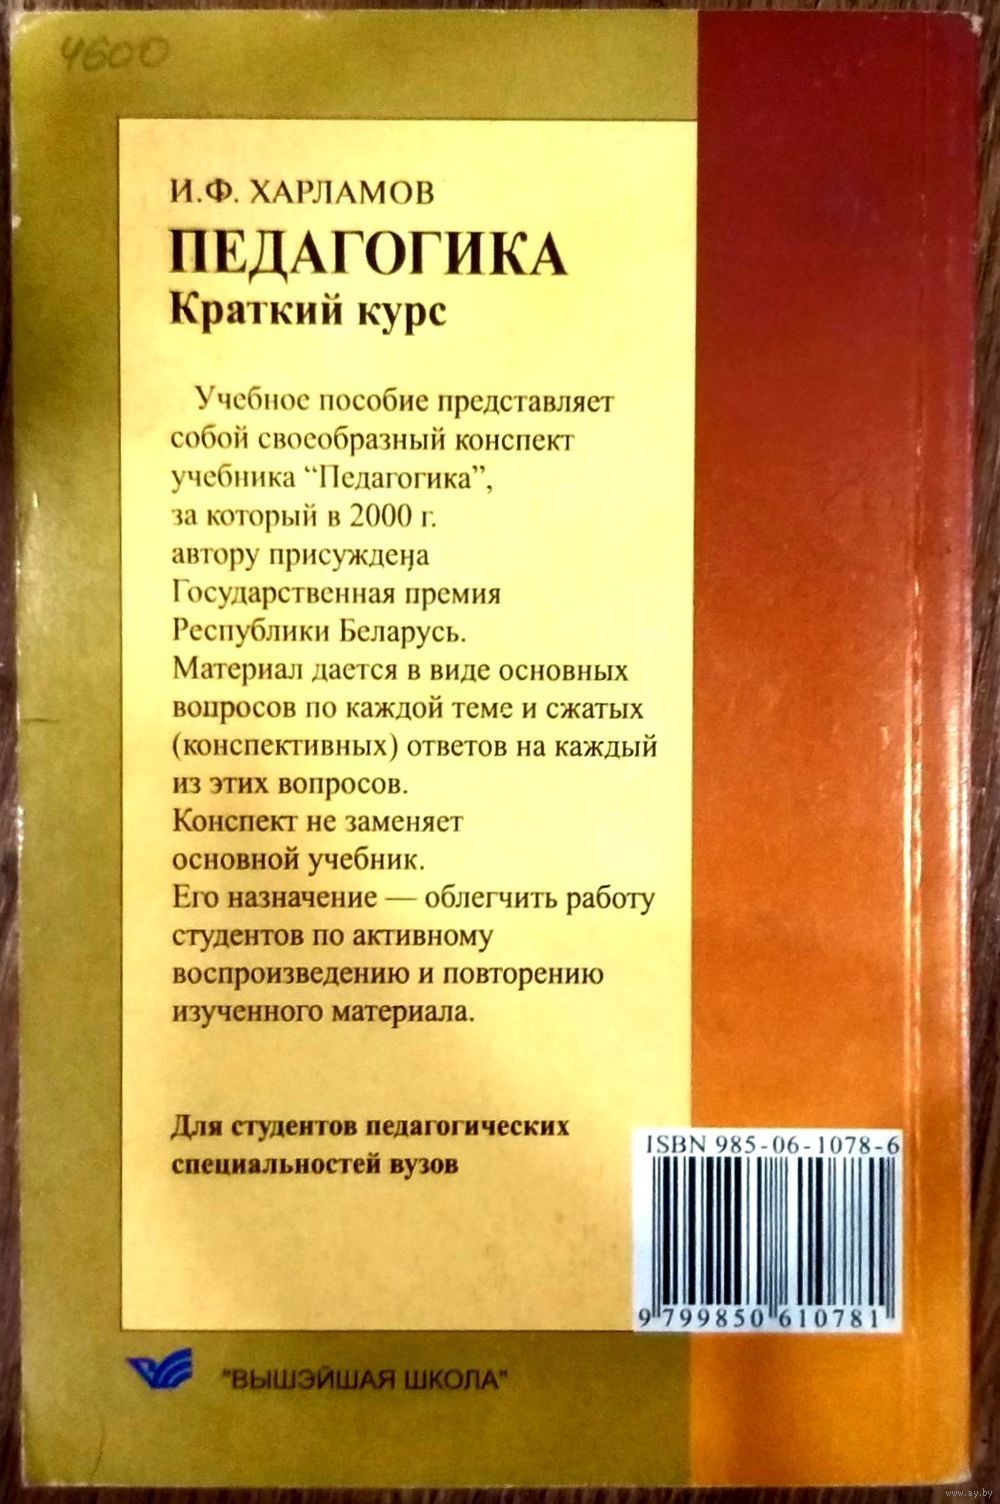 4600
И.Ф. ХАРЛАМОВ
ПЕДАГОГИКА
Краткий курс
Учебное пособие представляет
собой своеобразный конспект
учебника “Педагогика”,
за который в 2000 г.
автору присуждена
Государственная премия
Республики Беларусь.
Материал дается в виде основных
вопросов по каждой теме и сжатых
(конспективных) ответов на каждый
из этих вопросов.
Конспект не заменяет
основной учебник.
Его назначение — облегчить работу
студентов по активному
воспроизведению и повторению
изученного материала.
Для студентов педагогических
специальностей вузов
ISBN 985-06-1078-6
9 799850 610781
"ВЫШЭЙШАЯ ШКОЛА"
www.ay.by